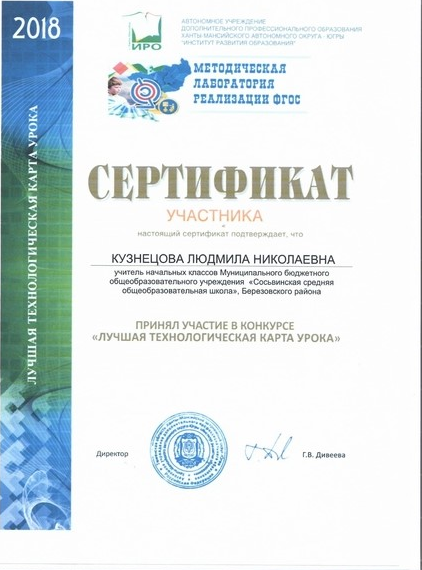 2018
ИРО
АВТОНОМНОЕ УЧРЕЖДЕНИЕ
ДОПОЛНИТЕЛЬНОГО ПРОФЕССИОНАЛЬНОГО ОБРАЗОВАНИЯ
ХАНТЫ-МАНСИЙСКОГО АВТОНОМНОГО ОКРУГА - ЮГРЫ
"ИНСТИТУТ РАЗВИТИЯ ОБРАЗОВАНИЯ"
МЕТОДИЧЕСКАЯ
ЛАБОРАТОРИЯ
РЕАЛИЗАЦИИ ФГОС
ЛУЧШАЯ ТЕХНОЛОГИЧЕСКАЯ КАРТА УРОКА
СЕРТИФИКАТ
УЧАСТНИКА
настоящий сертификат подтверждает, что
КУЗНЕЦОВА ЛЮДМИЛА НИКОЛАЕВНА
учитель начальных классов Муниципального бюджетного
общеобразовательного учреждения «Сосьвинская средняя
общеобразовательная школа», Березовского района
ПРИНЯЛ УЧАСТИЕ В КОНКУРСЕ
«ЛУЧШАЯ ТЕХНОЛОГИЧЕСКАЯ КАРТА УРОКА»
Директор
Г.В. Дивеева